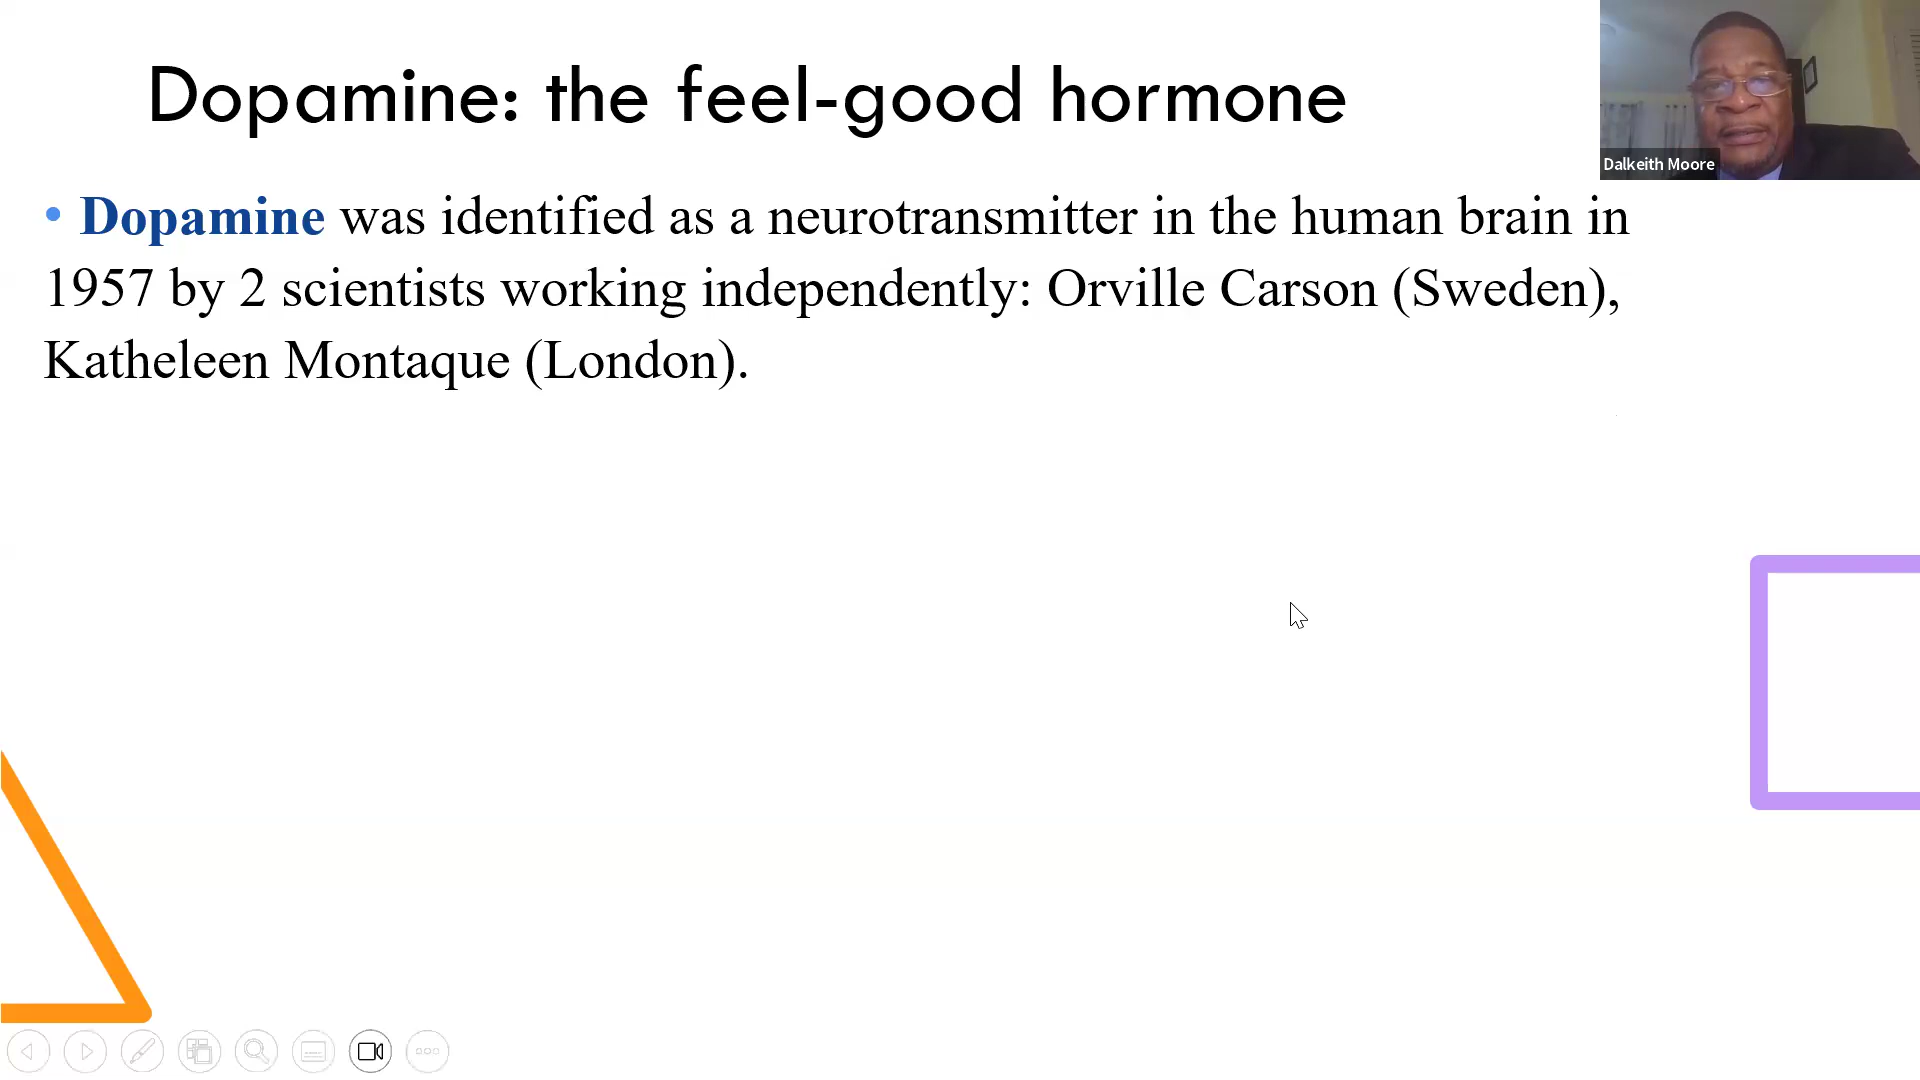 Dopamine: the feel-good hormone
Dalkeith Moore
• Dopamine was identified as a neurotransmitter in the human brain in
1957 by 2 scientists working independently: Orville Carson (Sweden),
Katheleen Montaque (London).